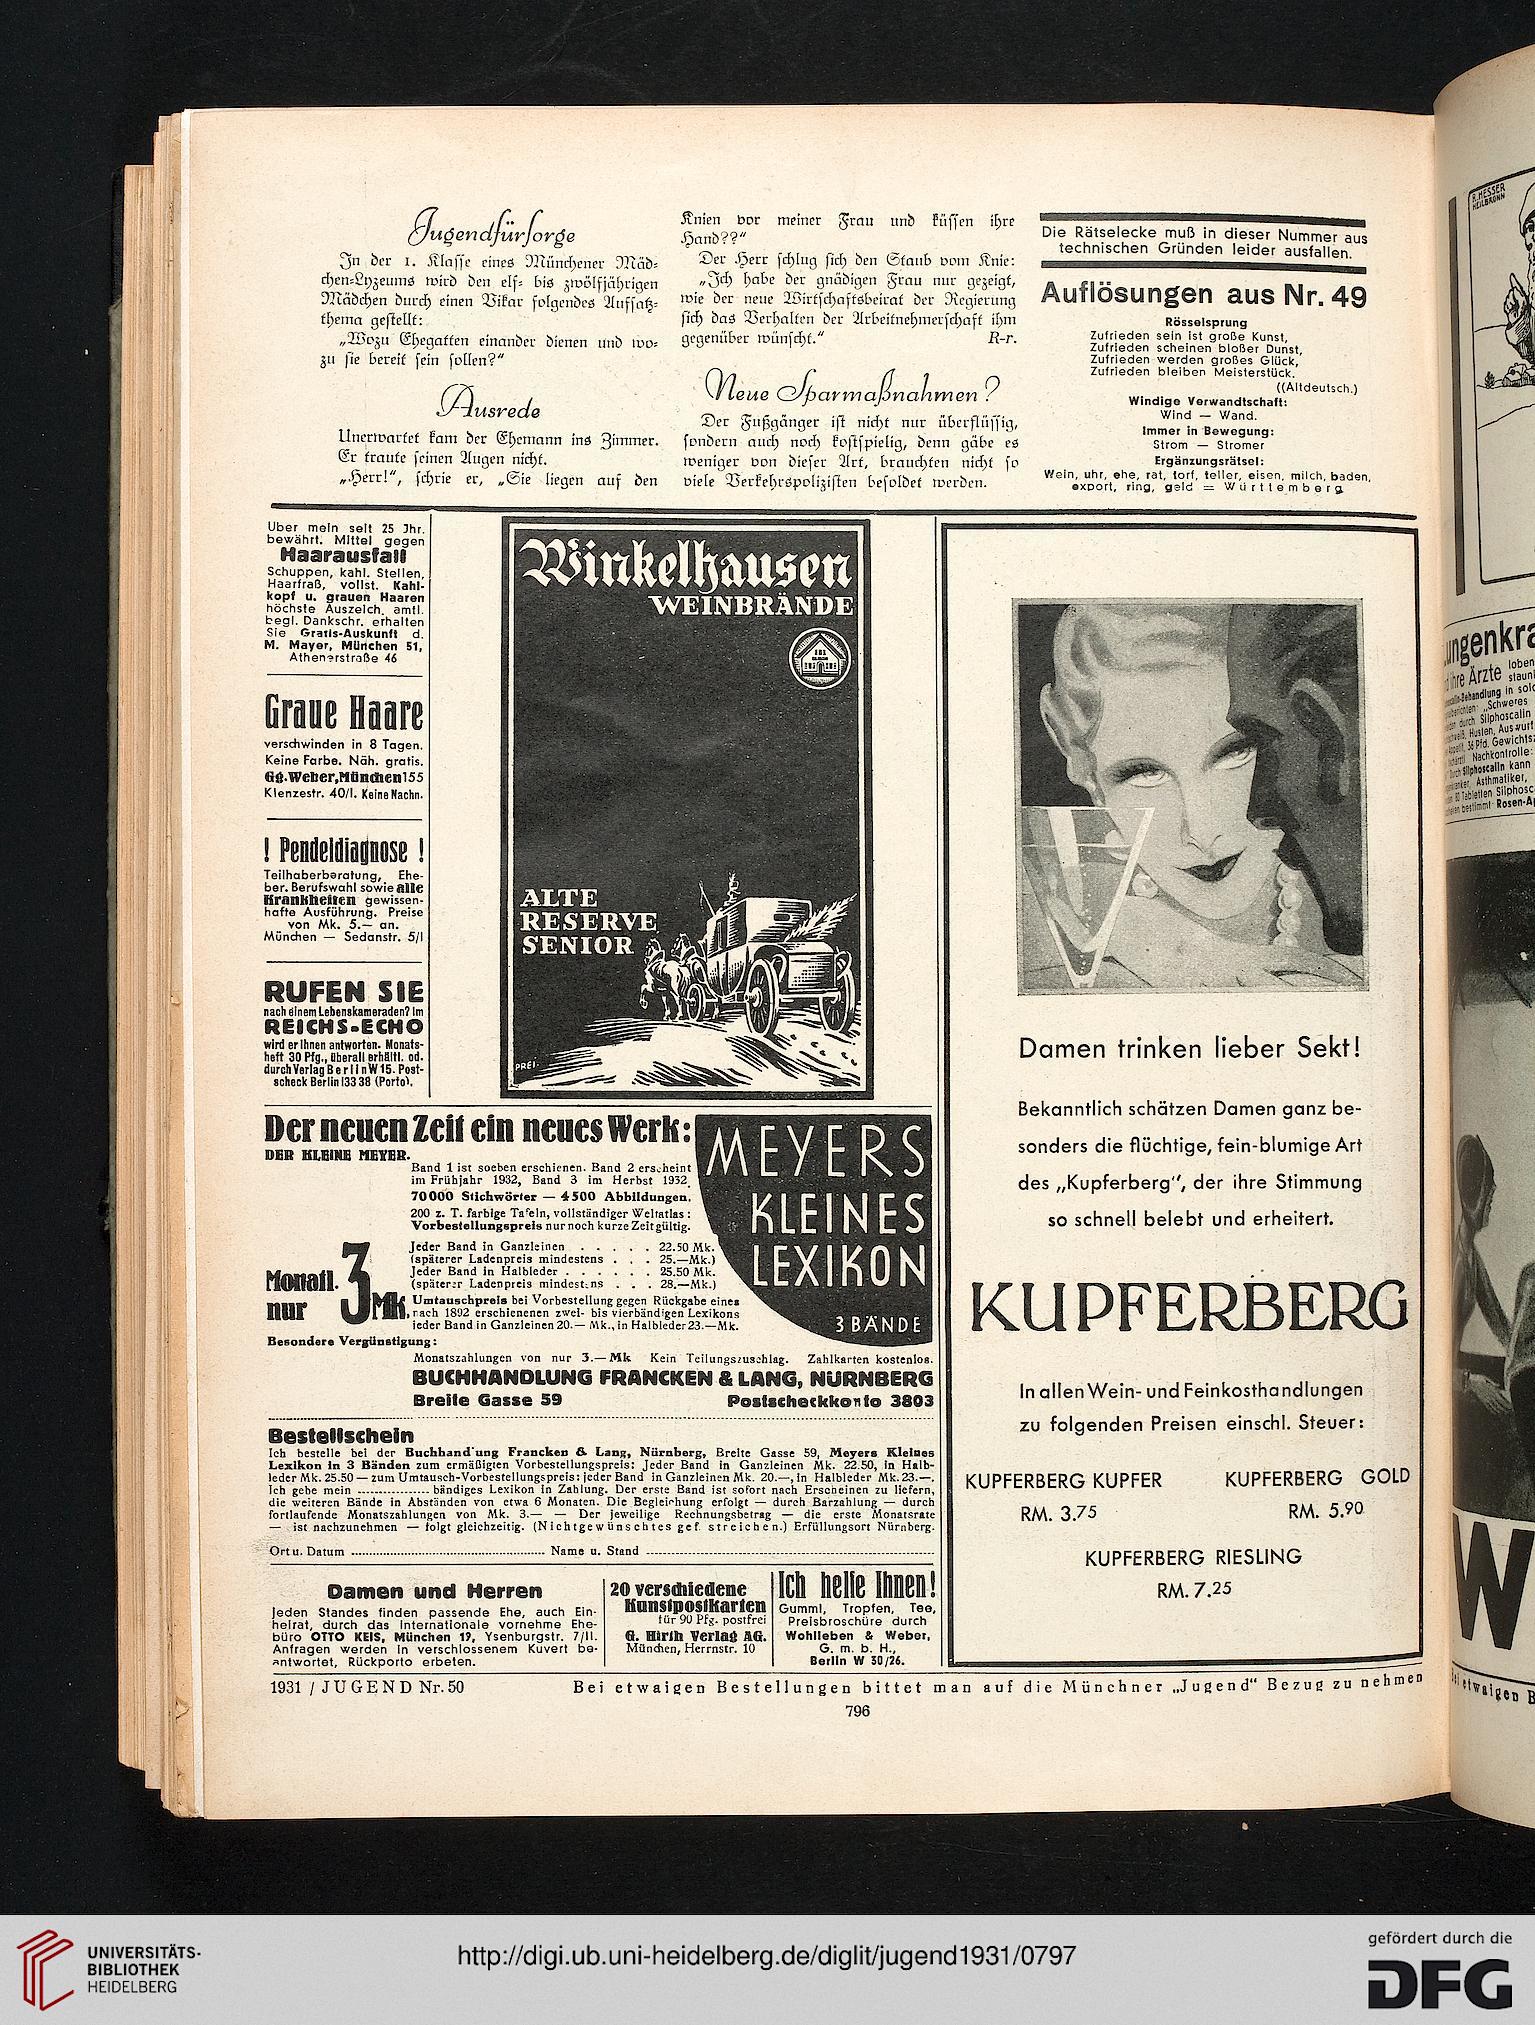 Jugendfürsorge
In der 1. Klasse eines Münchener Mäd-
chen-Lyzeums wird den elf- bis zwölfjährigen
Mädchen durch einen Vikar folgendes Aufsatz-
thema gestellt:
„Wozu Ehegatten einander dienen und wo-
zu sie bereit sein sollen?"
Ausrede
Unerwartet kam der Ehemann ins Zimmer.
Er traute seinen Augen nicht.
„Herr!", schrie er, „Sie liegen auf den
Knien vor meiner Frau und küssen ihre
Hand??"
Der Herr schlug sich den Staub vom Knie:
„Ich habe der gnädigen Frau nur gezeigt,
wie der neue Wirtschaftsbeirat der Regierung
sich das Verhalten der Arbeitnehmerschaft ihm
gegenüber wünscht." R-r.
Neue Sparmaßnahmen?
Der Fußgänger ist nicht nur überflüssig,
sondern auch noch kostspielig, denn gäbe es
weniger von dieser Art, brauchten nicht so
viele Verkehrspolizisten besoldet werden.
Die Rätselecke muß in dieser Nummer aus
technischen Gründen leider ausfallen.
Auflösungen aus Nr. 49
Rösselsprung
Zufrieden sein ist große Kunst,
Zufrieden scheinen bloßer Dunst,
Zufrieden werden großes Glück,
Zufrieden bleiben Meisterstück.
((Altdeutsch.)
Windige Verwandtschaft:
Wind — Wand.
Immer in Bewegung:
Strom — Stromer
Ergänzungsrätsel:
Wein, uhr, ehe, rat, torf, teller, eisen, milch, baden,
export, ring, geld = Württemberg
Uber mein seit 25 Jhr.
bewährt. Mittel gegen
Haarausfall
Schuppen, kahl. Stellen,
Haarfraß, vollst. Kahl-
kopf u. grauen Haaren
höchste Auszeich. amtl.
begl. Dankschr. erhalten
Sie Gratis-Auskunft d.
M. Mayer, München 51,
Athenerstraße 46
Graue Haare
verschwinden in 8 Tagen.
Keine Farbe. Näh. gratis.
Gg.Weber,München155
Klenzestr. 40/I. Keine Nachn.
! Pendeldiagnose !
Teilhaberberatung, Ehe-
ber. Berufswahl sowie alle
Krankheiten gewissen-
hafte Ausführung. Preise
von Mk. 5.— an.
München — Sedanstr. 5/I
RUFEN SIE
nach einem Lebenskameraden? Im
REICHS-ECHO
wird er Ihnen antworten. Monats-
heft 30 Pfg., überall erhältl. od.
durch Verlag Berlin W 15. Post-
scheck Berlin 133 38 (Porto).
Winkelhausen
WEINBRÄNDE
ALTE
RESERVE
SENIOR
PREI-
Der neuen Zeit ein neues Werk:
DER KLEINE MEYER.
Band 1 ist soeben erschienen. Band 2 erscheint
im Frühjahr 1932, Band 3 im Herbst 1932.
70000 Stichwörter — 4500 Abbildungen,
200 z. T. farbige Tafeln, vollständiger Weltatlas:
Vorbestellungspreis nur noch kurze Zeit gültig.
Jeder Band in Ganzleinen . . . . . 22.50 Mk.
(späterer Ladenpreis mindestens . . . 25.—Mk.)
Jeder Band in Halbleder . . . . . . 25.50 Mk.
(späterer Ladenpreis mindestens . . . 28.—Mk.)
Monatl. nur 3 Mk.
Umtauschpreis bei Vorbestellung gegen Rückgabe eines
nach 1892 erschienenen zwei- bis vierbändigen Lexikons
jeder Band in Ganzleinen 20.— Mk., in Halbleder 23.—Mk.
Besondere Vergünstigung:
Monatszahlungen von nur 3.—Mk Kein Teilungszuschlag. Zahlkarten kostenlos.
BUCHHANDLUNG FRANCKEN & LANG, NÜRNBERG
Breite Gasse 59 Postscheckkonto 3803
MEYERS
KLEINES
LEXIKON
3 BÄNDE
Bestellschein
Ich bestelle bei der Buchhandlung Francken & Lang, Nürnberg, Breite Gasse 59, Meyers Kleines
Lexikon in 3 Bänden zum ermäßigten Vorbestellungspreis: Jeder Band in Ganzleinen Mk. 22.50, in Halb-
leder Mk. 25.50 — zum Umtausch-Vorbestellungspreis: jeder Band in Ganzleinen Mk. 20.—, in Halbleder Mk. 23.—.
Ich gebe mein ................. bändiges Lexikon in Zahlung. Der erste Band ist sofort nach Erscheinen zu liefern,
die weiteren Bände in Abständen von etwa 6 Monaten. Die Begleichung erfolgt — durch Barzahlung — durch
fortlaufende Monatszahlungen von Mk. 3.— — Der jeweilige Rechnungsbetrag — die erste Monatsrate
— ist nachzunehmen — folgt gleichzeitig. (Nichtgewünschtes gef. streichen.) Erfüllungsort Nürnberg.
Ort u. Datum ................ Name u. Stand ................
Damen und Herren
jeden Standes finden passende Ehe, auch Ein-
heirat, durch das internationale vornehme Ehe-
büro OTTO KEIS, München 19, Ysenburgstr. 7/II.
Anfragen werden in verschlossenem Kuvert be-
antwortet, Rückporto erbeten.
20 verschiedene
Kunstpostkarten
für 90 Pfg. postfrei
G. Hirth Verlag AG.
München, Herrnstr. 10
Ich helfe Ihnen!
Gummi, Tropfen, Tee,
Preisbroschüre durch
Wohlleben & Weber,
G. m. b. H.,
Berlin W 30/26.
Damen trinken lieber Sekt!
Bekanntlich schätzen Damen ganz be-
sonders die flüchtige, fein-blumige Art
des „Kupferberg", der ihre Stimmung
so schnell belebt und erheitert.
KUPFERBERG
In allen Wein- und Feinkosthandlungen
zu folgenden Preisen einschl. Steuer:
KUPFERBERG KUPFER KUPFERBERG GOLD
RM. 3.75 RM. 5.90
KUPFERBERG RIESLING
RM. 7.25
1931 / JUGEND Nr. 50 Bei etwaigen Bestellungen bittet man auf die Münchner „Jugend" Bezug zu nehmen
796
R. HESSER
HEILBRONN
ungenkra
ihre Ärzte
W
etwaigen B
UNIVERSITÄTS-
BIBLIOTHEK
HEIDELBERG
http://digi.ub.uni-heidelberg.de/diglit/jugend1931/0797
gefördert durch die
DFG